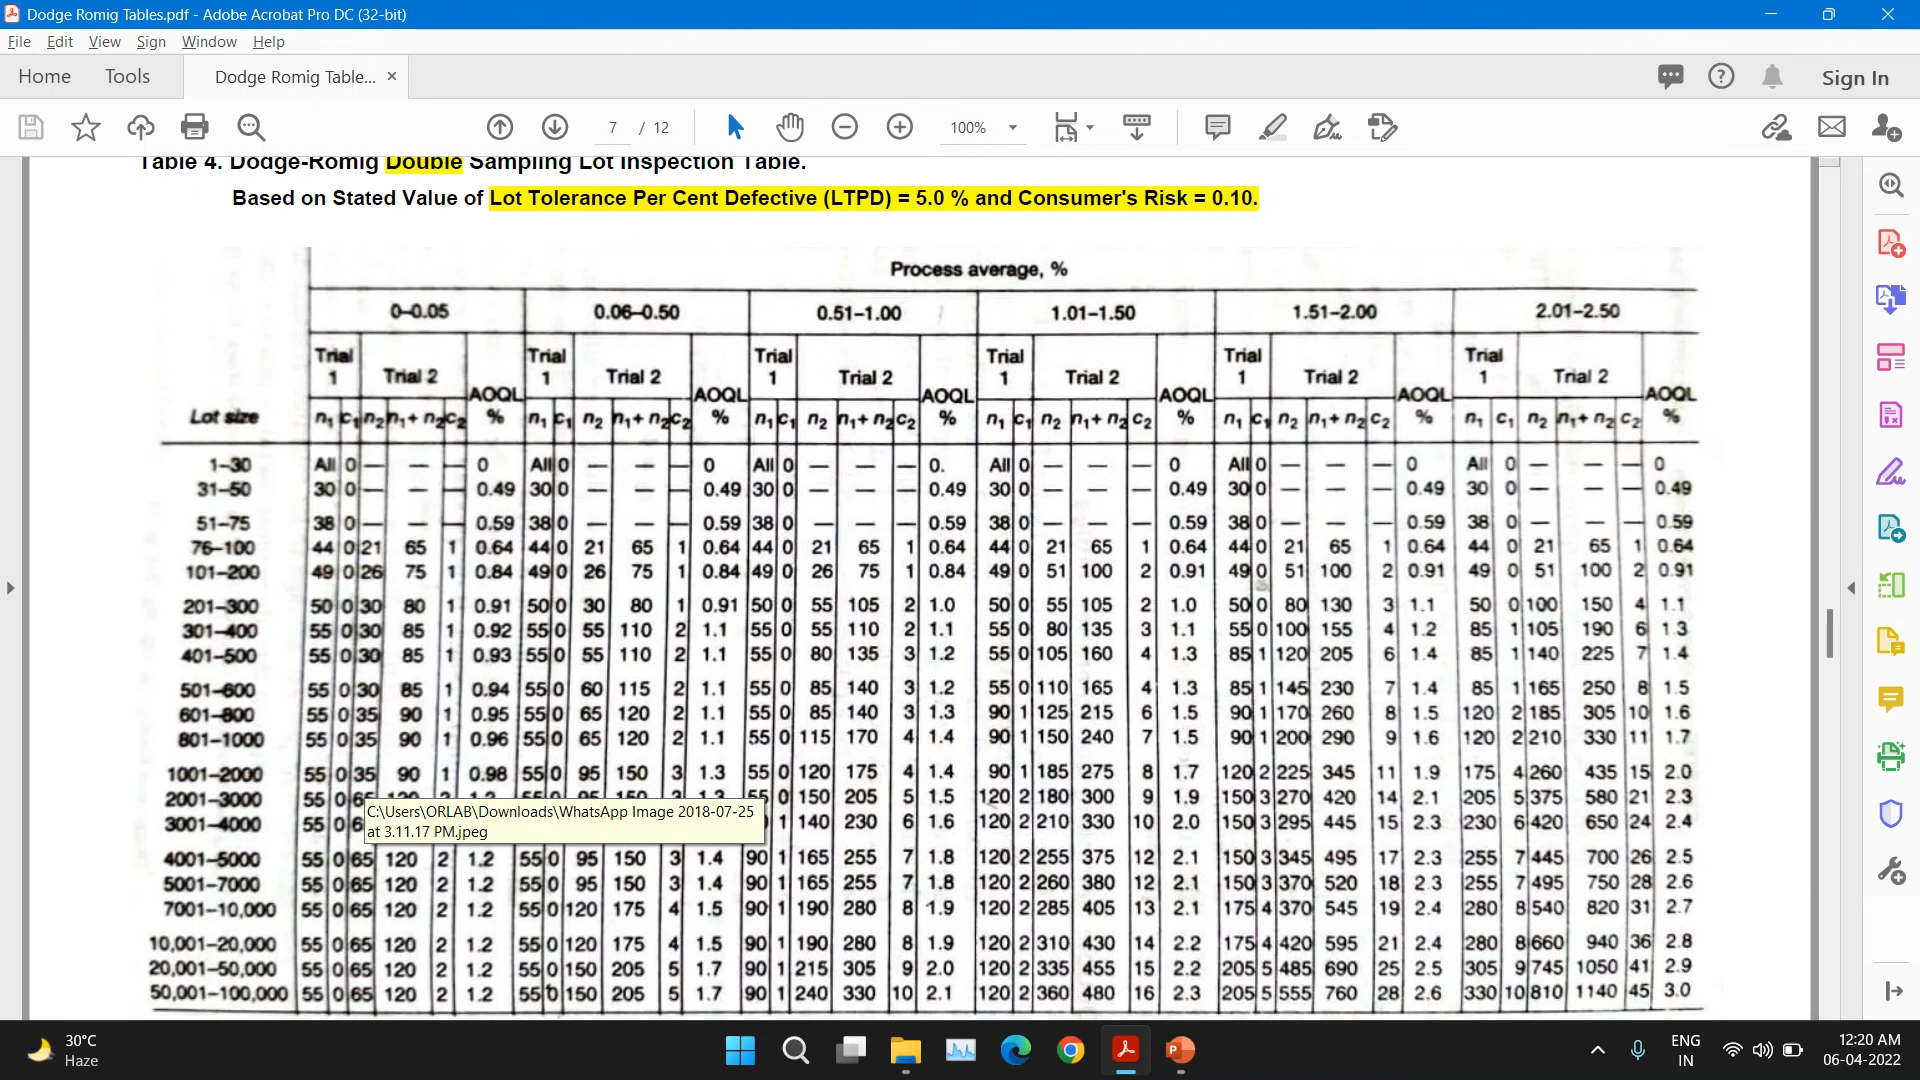 Dodge Romig Tables.pdf - Adobe Acrobat Pro DC (32-bit)
File Edit View Sign Window Help
Home Tools Dodge Romig Table... × Sign In
7 / 12 100%
Table 4. Dodge-Romig Double Sampling Lot Inspection Table.
Based on Stated Value of Lot Tolerance Per Cent Defective (LTPD) = 5.0 % and Consumer's Risk = 0.10.
Process average, %
0–0.05 0.06–0.50 0.51–1.00 1.01–1.50 1.51–2.00 2.01–2.50
Trial 1 Trial 2 AOQL % Trial 1 Trial 2 AOQL % Trial 1 Trial 2 AOQL % Trial 1 Trial 2 AOQL % Trial 1 Trial 2 AOQL % Trial 1 Trial 2 AOQL %
Lot size n₁ c₁ n₂ n₁+ n₂ c₂ n₁ c₁ n₂ n₁+ n₂ c₂ n₁ c₁ n₂ n₁+ n₂ c₂ n₁ c₁ n₂ n₁+ n₂ c₂ n₁ c₁ n₂ n₁+ n₂ c₂ n₁ c₁ n₂ n₁+ n₂ c₂
1–30 All 0 — — — 0 All 0 — — — 0 All 0 — — — 0. All 0 — — — 0 All 0 — — — 0 All 0 — — — 0
31–50 30 0 — — — 0.49 30 0 — — — 0.49 30 0 — — — 0.49 30 0 — — — 0.49 30 0 — — — 0.49 30 0 — — — 0.49
51–75 38 0 — — — 0.59 38 0 — — — 0.59 38 0 — — — 0.59 38 0 — — — 0.59 38 0 — — — 0.59 38 0 — — — 0.59
76–100 44 0 21 65 1 0.64 44 0 21 65 1 0.64 44 0 21 65 1 0.64 44 0 21 65 1 0.64 44 0 21 65 1 0.64 44 0 21 65 1 0.64
101–200 49 0 26 75 1 0.84 49 0 26 75 1 0.84 49 0 26 75 1 0.84 49 0 51 100 2 0.91 49 0 51 100 2 0.91 49 0 51 100 2 0.91
201–300 50 0 30 80 1 0.91 50 0 30 80 1 0.91 50 0 55 105 2 1.0 50 0 55 105 2 1.0 50 0 80 130 3 1.1 50 0 100 150 4 1.1
301–400 55 0 30 85 1 0.92 55 0 55 110 2 1.1 55 0 55 110 2 1.1 55 0 80 135 3 1.1 55 0 100 155 4 1.2 85 1 105 190 6 1.3
401–500 55 0 30 85 1 0.93 55 0 55 110 2 1.1 55 0 80 135 3 1.2 55 0 105 160 4 1.3 85 1 120 205 6 1.4 85 1 140 225 7 1.4
501–600 55 0 30 85 1 0.94 55 0 60 115 2 1.1 55 0 85 140 3 1.2 55 0 110 165 4 1.3 85 1 145 230 7 1.4 85 1 165 250 8 1.5
601–800 55 0 35 90 1 0.95 55 0 65 120 2 1.1 55 0 85 140 3 1.3 90 1 125 215 6 1.5 90 1 170 260 8 1.5 120 2 185 305 10 1.6
801–1000 55 0 35 90 1 0.96 55 0 65 120 2 1.1 55 0 115 170 4 1.4 90 1 150 240 7 1.5 90 1 200 290 9 1.6 120 2 210 330 11 1.7
1001–2000 55 0 35 90 1 0.98 55 0 95 150 3 1.3 55 0 120 175 4 1.4 90 1 185 275 8 1.7 120 2 225 345 11 1.9 175 4 260 435 15 2.0
2001–3000 55 0 0 150 205 5 1.5 120 2 180 300 9 1.9 150 3 270 420 14 2.1 205 5 375 580 21 2.3
3001–4000 55 0 1 140 230 6 1.6 120 2 210 330 10 2.0 150 3 295 445 15 2.3 230 6 420 650 24 2.4
C:\Users\ORLAB\Downloads\WhatsApp Image 2018-07-25
at 3.11.17 PM.jpeg
4001–5000 55 0 65 120 2 1.2 55 0 95 150 3 1.4 90 1 165 255 7 1.8 120 2 255 375 12 2.1 150 3 345 495 17 2.3 255 7 445 700 26 2.5
5001–7000 55 0 65 120 2 1.2 55 0 95 150 3 1.4 90 1 165 255 7 1.8 120 2 260 380 12 2.1 150 3 370 520 18 2.3 255 7 495 750 28 2.6
7001–10,000 55 0 65 120 2 1.2 55 0 120 175 4 1.5 90 1 190 280 8 1.9 120 2 285 405 13 2.1 175 4 370 545 19 2.4 280 8 540 820 31 2.7
10,001–20,000 55 0 65 120 2 1.2 55 0 120 175 4 1.5 90 1 190 280 8 1.9 120 2 310 430 14 2.2 175 4 420 595 21 2.4 280 8 660 940 36 2.8
20,001–50,000 55 0 65 120 2 1.2 55 0 150 205 5 1.7 90 1 215 305 9 2.0 120 2 335 455 15 2.2 205 5 485 690 25 2.5 305 9 745 1050 41 2.9
50,001–100,000 55 0 65 120 2 1.2 55 0 150 205 5 1.7 90 1 240 330 10 2.1 120 2 360 480 16 2.3 205 5 555 760 28 2.6 330 10 810 1140 45 3.0
30°C
Haze
ENG
IN
12:20 AM
06-04-2022